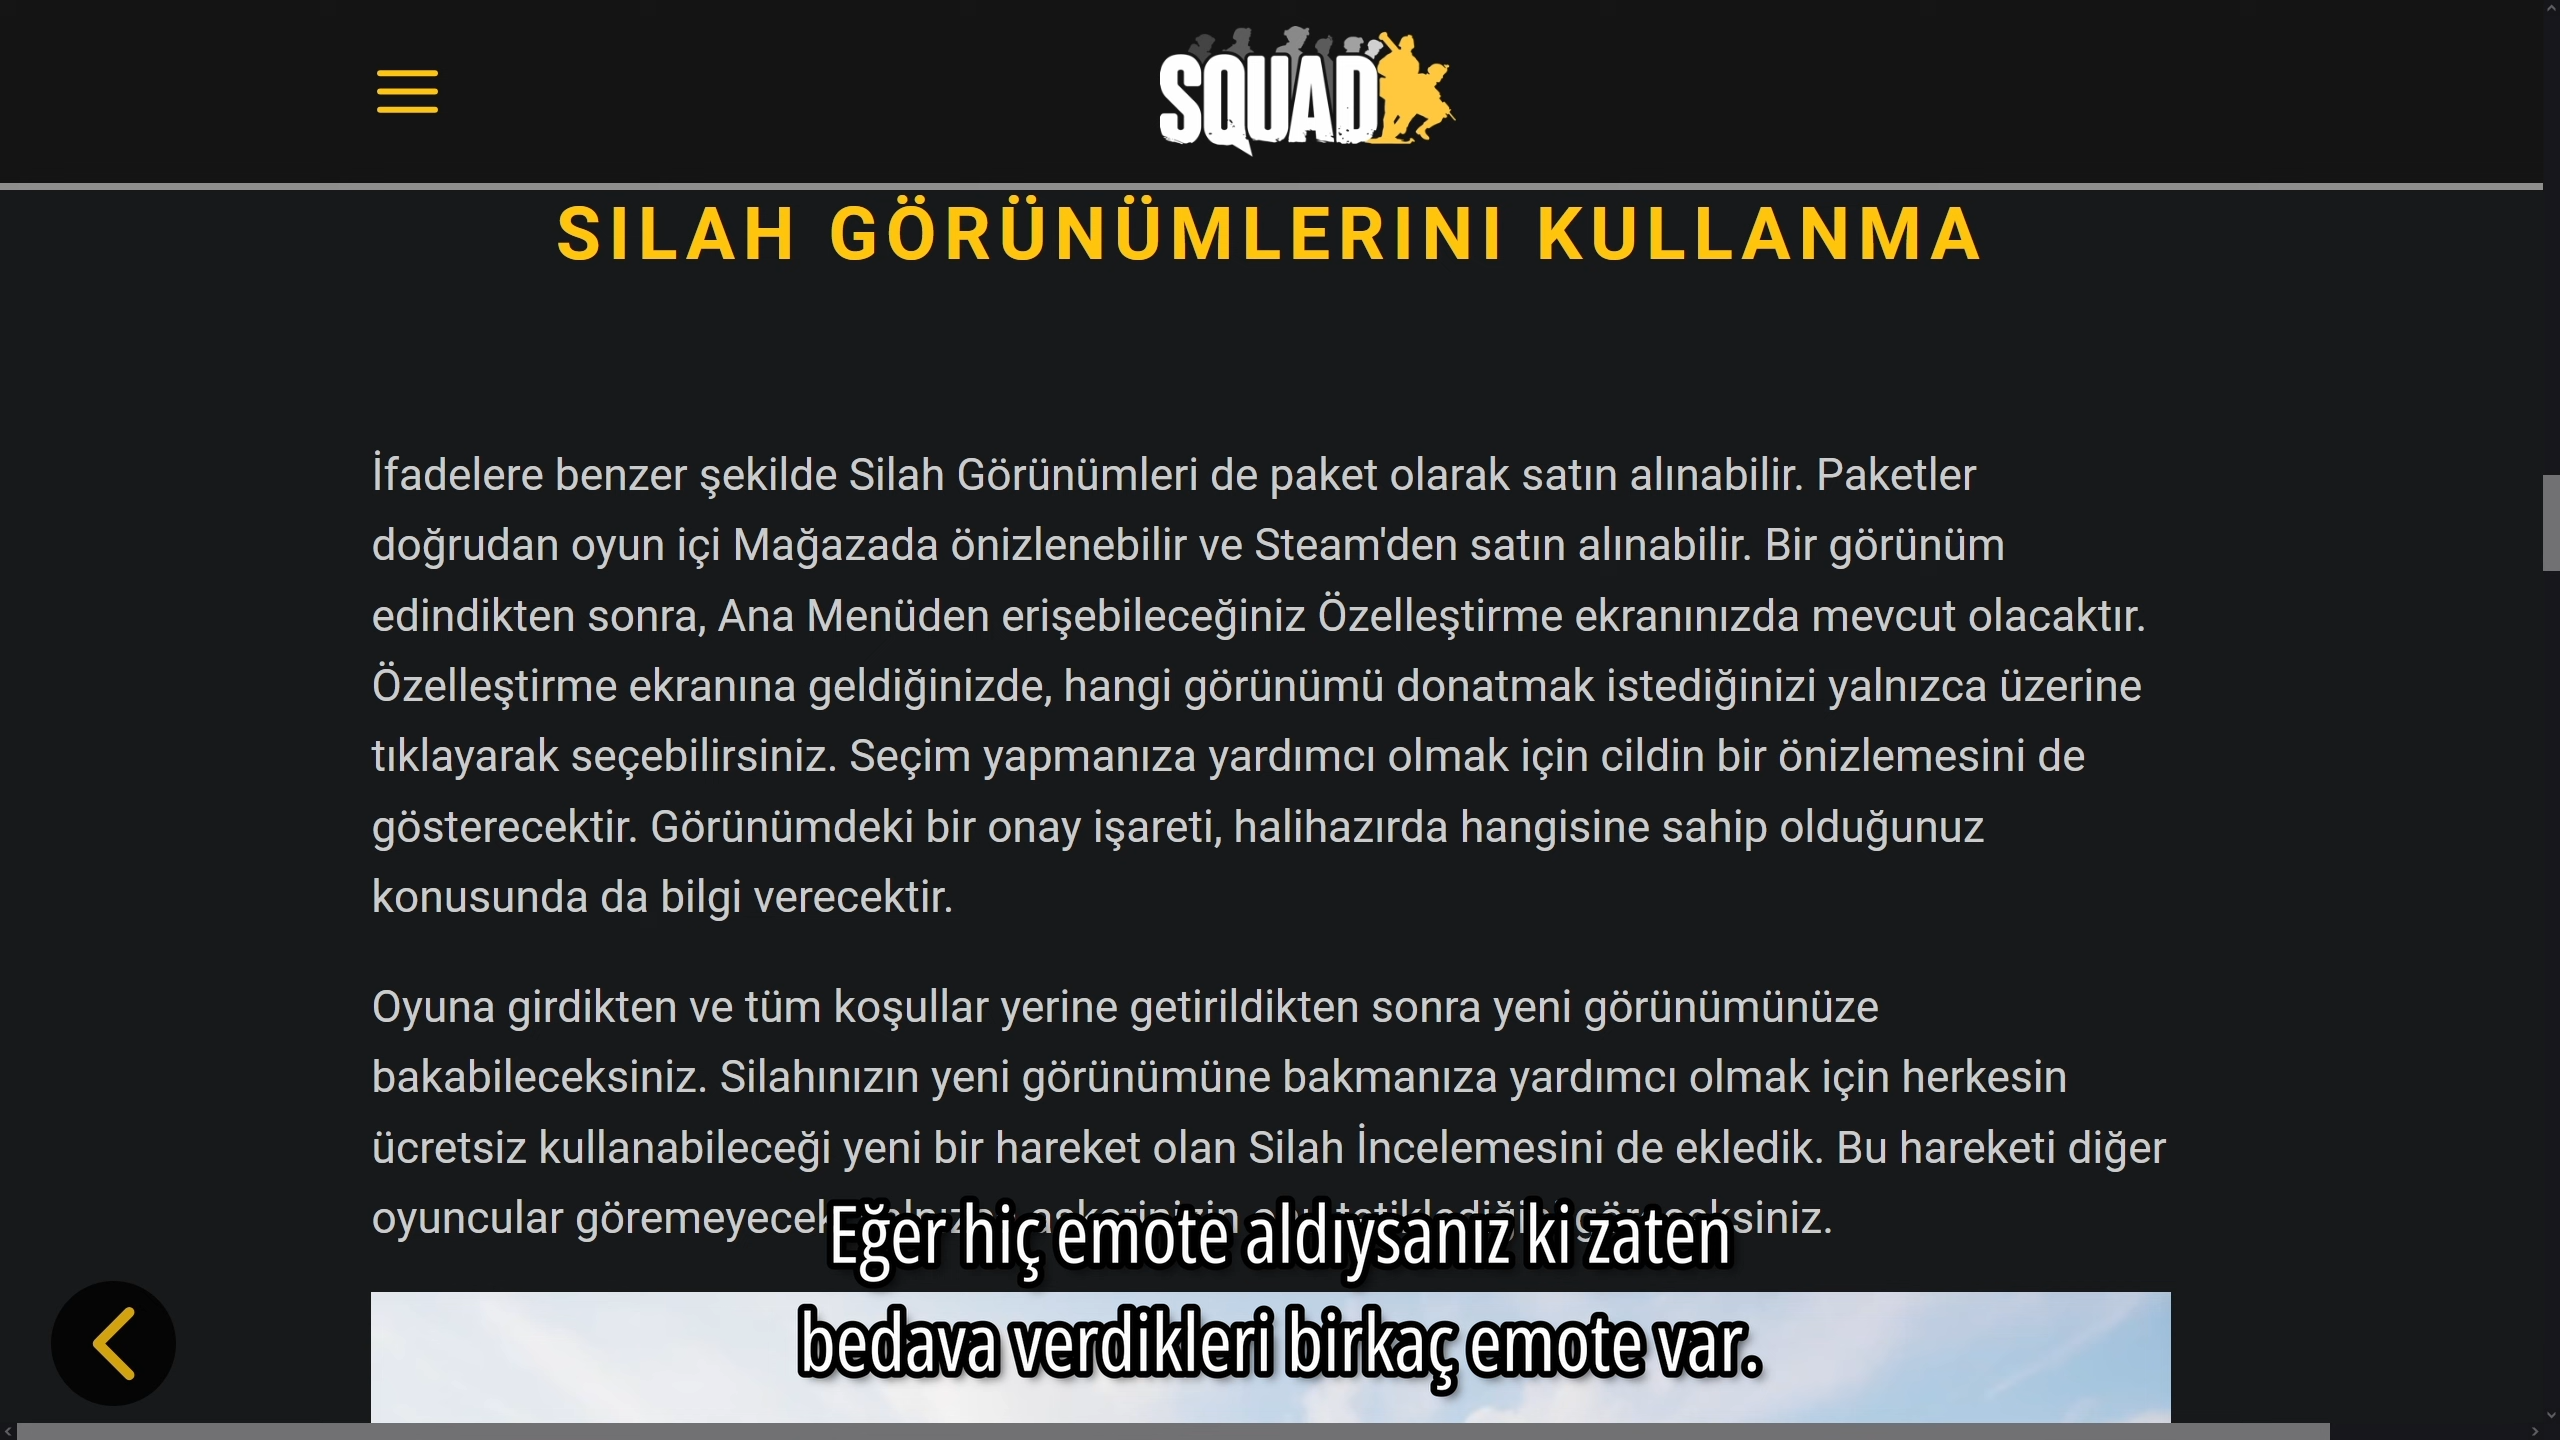 SQUAD
SILAH GÖRÜNÜMLERINI KULLANMA
İfadelere benzer şekilde Silah Görünümleri de paket olarak satın alınabilir. Paketler
doğrudan oyun içi Mağazada önizlenebilir ve Steam'den satın alınabilir. Bir görünüm
edindikten sonra, Ana Menüden erişebileceğiniz Özelleştirme ekranınızda mevcut olacaktır.
Özelleştirme ekranına geldiğinizde, hangi görünümü donatmak istediğinizi yalnızca üzerine
tıklayarak seçebilirsiniz. Seçim yapmanıza yardımcı olmak için cildin bir önizlemesini de
gösterecektir. Görünümdeki bir onay işareti, halihazırda hangisine sahip olduğunuz
konusunda da bilgi verecektir.
Oyuna girdikten ve tüm koşullar yerine getirildikten sonra yeni görünümünüze
bakabileceksiniz. Silahınızın yeni görünümüne bakmanıza yardımcı olmak için herkesin
ücretsiz kullanabileceği yeni bir hareket olan Silah İncelemesini de ekledik. Bu hareketi diğer
oyuncular göremeyecek
Eğer hiç emote aldıysanız ki zaten
bedava verdikleri birkaç emote var.